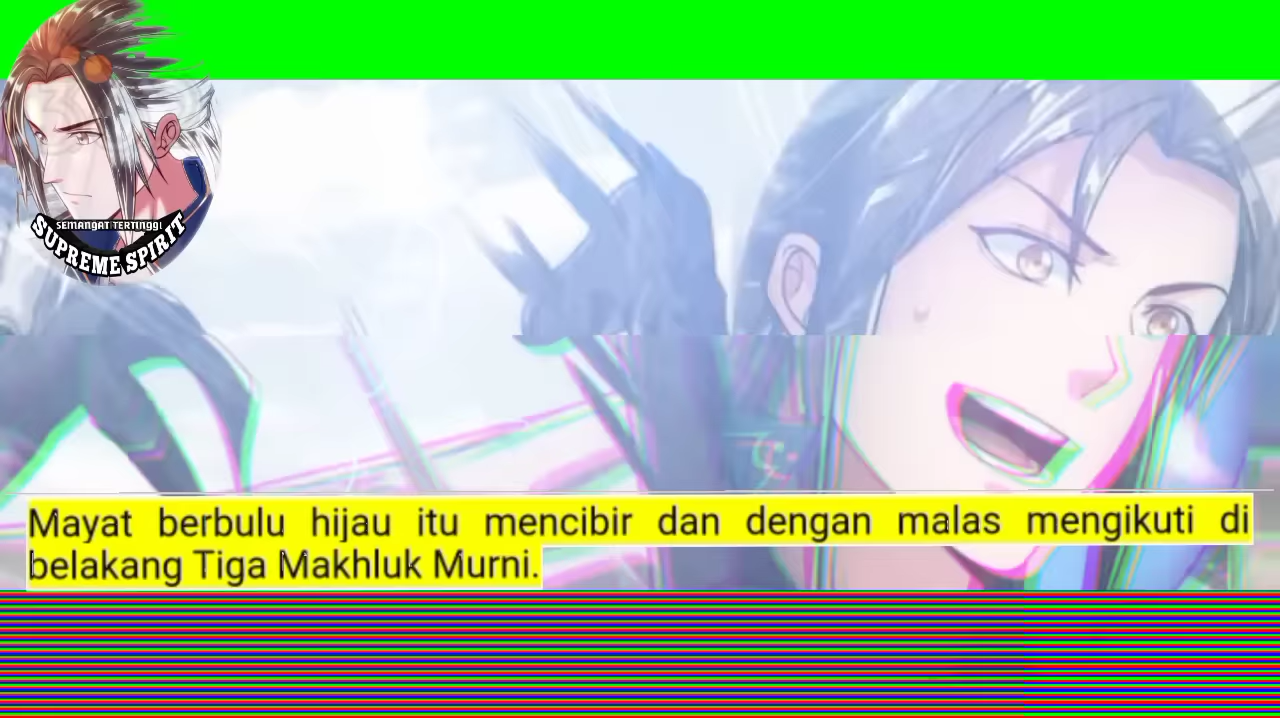 SEMANGAT TERTINGGI
SUPREME SPIRIT
Mayat berbulu hijau itu mencibir dan dengan malas mengikuti di
belakang Tiga Makhluk Murni.